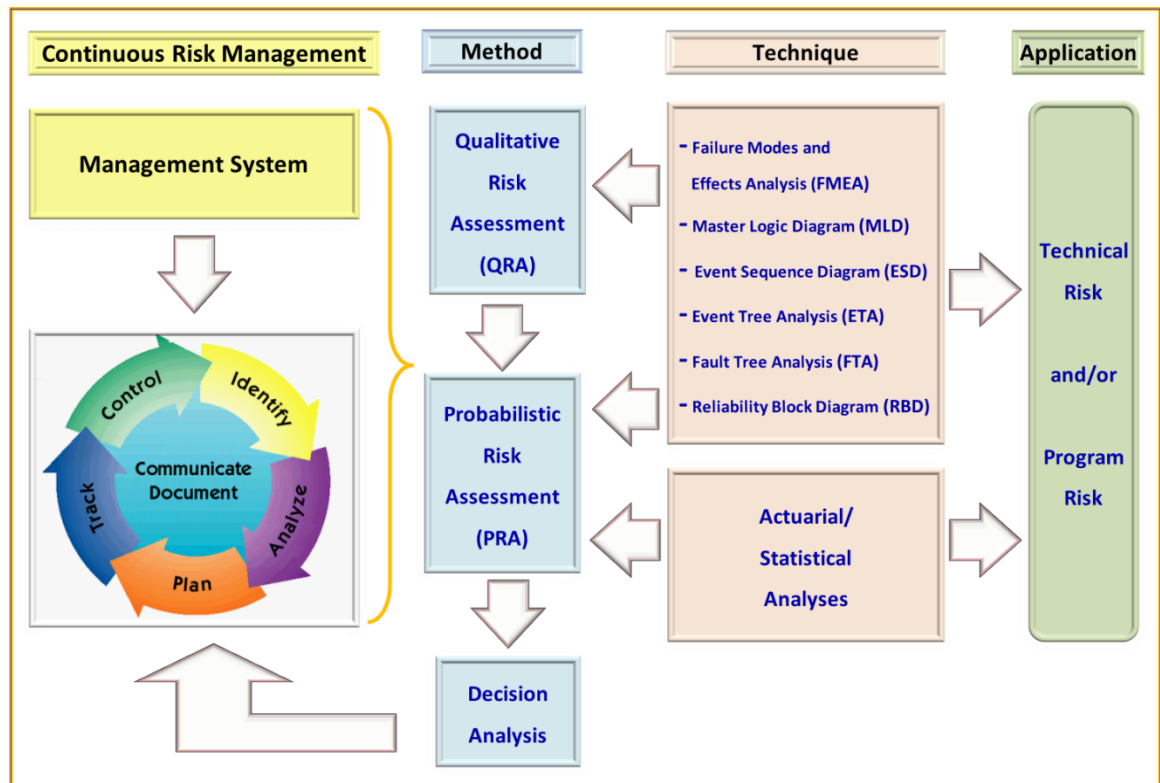 Continuous Risk Management
Method
Technique
Application
Management System
Control
Identify
Analyze
Plan
Track
Communicate
Document
Qualitative
Risk
Assessment
(QRA)
Probabilistic
Risk
Assessment
(PRA)
Decision
Analysis
- Failure Modes and
Effects Analysis (FMEA)
- Master Logic Diagram (MLD)
- Event Sequence Diagram (ESD)
- Event Tree Analysis (ETA)
- Fault Tree Analysis (FTA)
- Reliability Block Diagram (RBD)
Actuarial/
Statistical
Analyses
Technical
Risk
and/or
Program
Risk